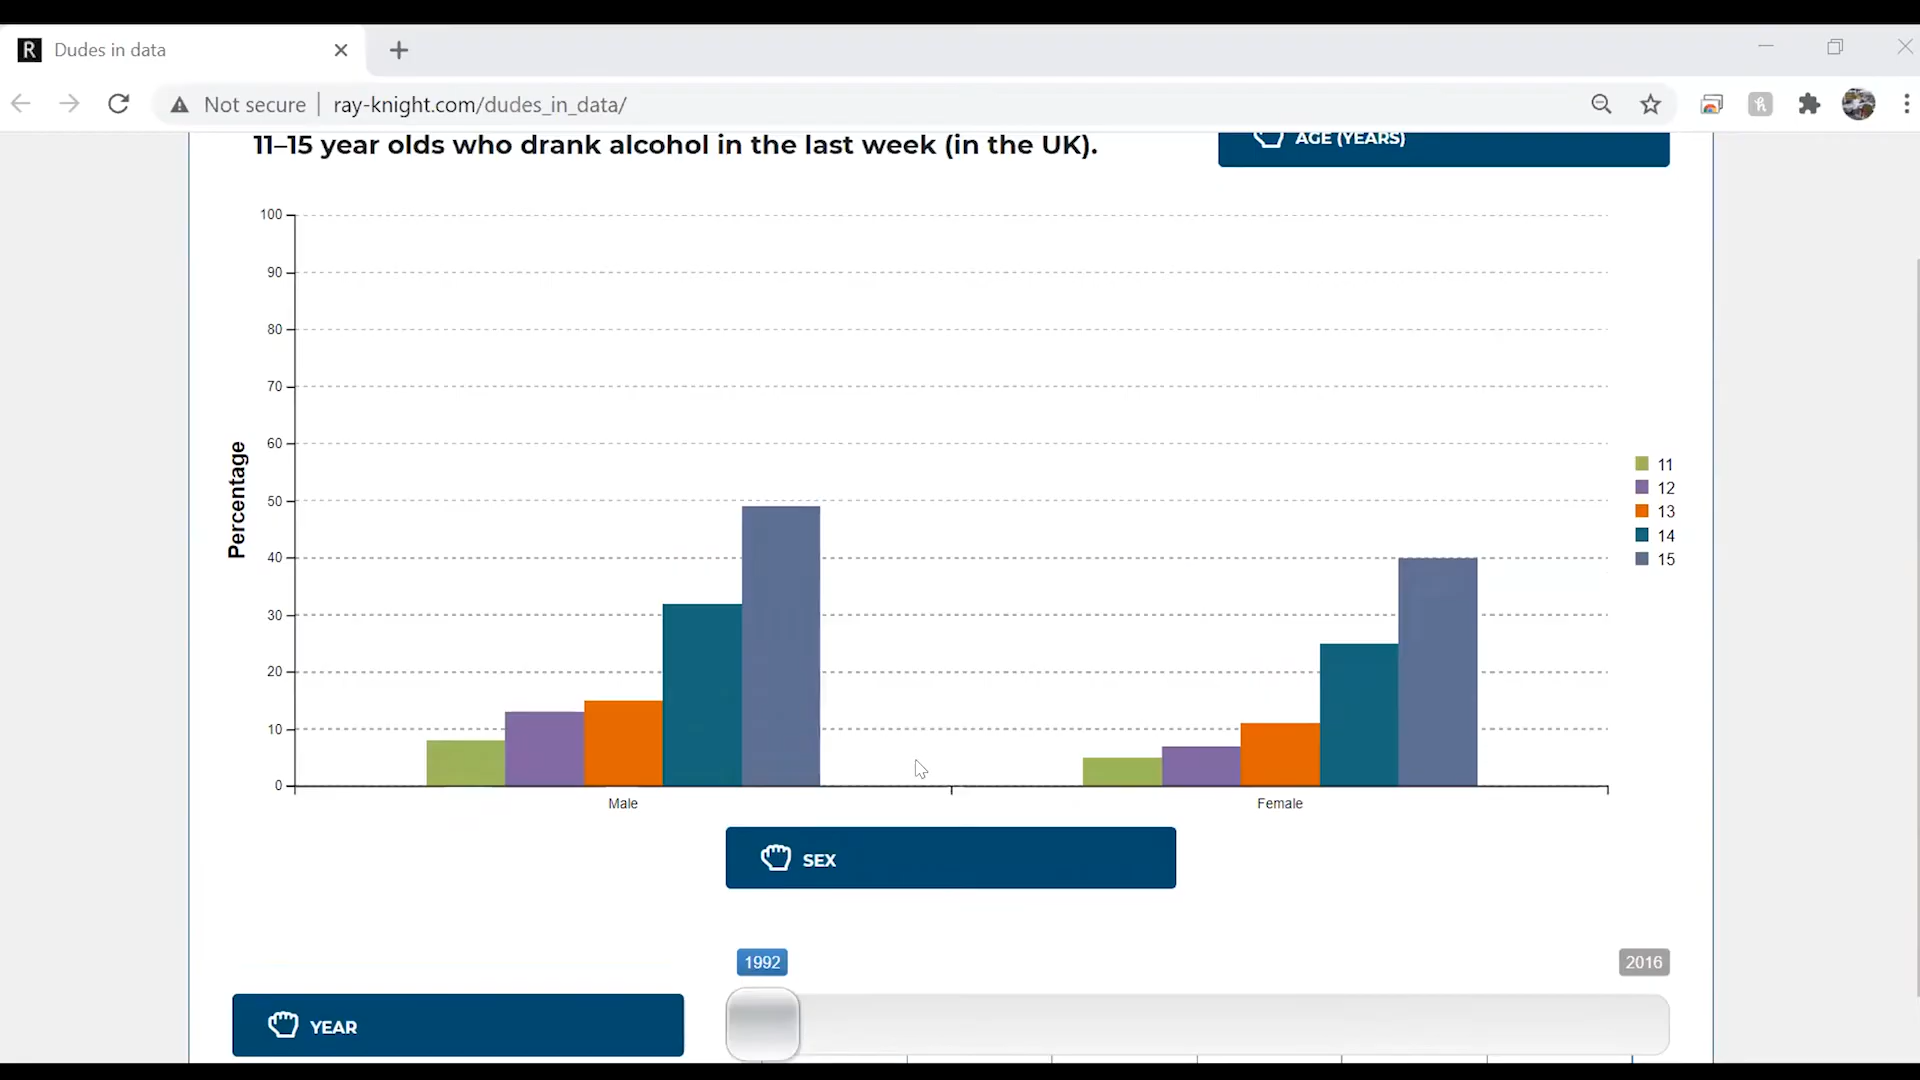 Dudes in data
Not secure
ray-knight.com/dudes_in_data/
11–15 year olds who drank alcohol in the last week (in the UK).
AGE (YEARS)
100
90
80
70
60
50
40
30
20
10
0
Percentage
11
12
13
14
15
Male
Female
SEX
1992
2016
YEAR